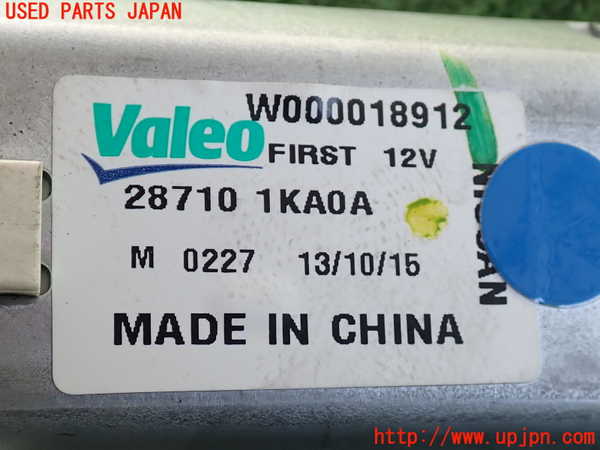 USED PARTS JAPAN
Valeo
W000018912
FIRST 12V
28710 1KA0A
NISSAN
M 0227 13/10/15
MADE IN CHINA
http://www.upjpn.com